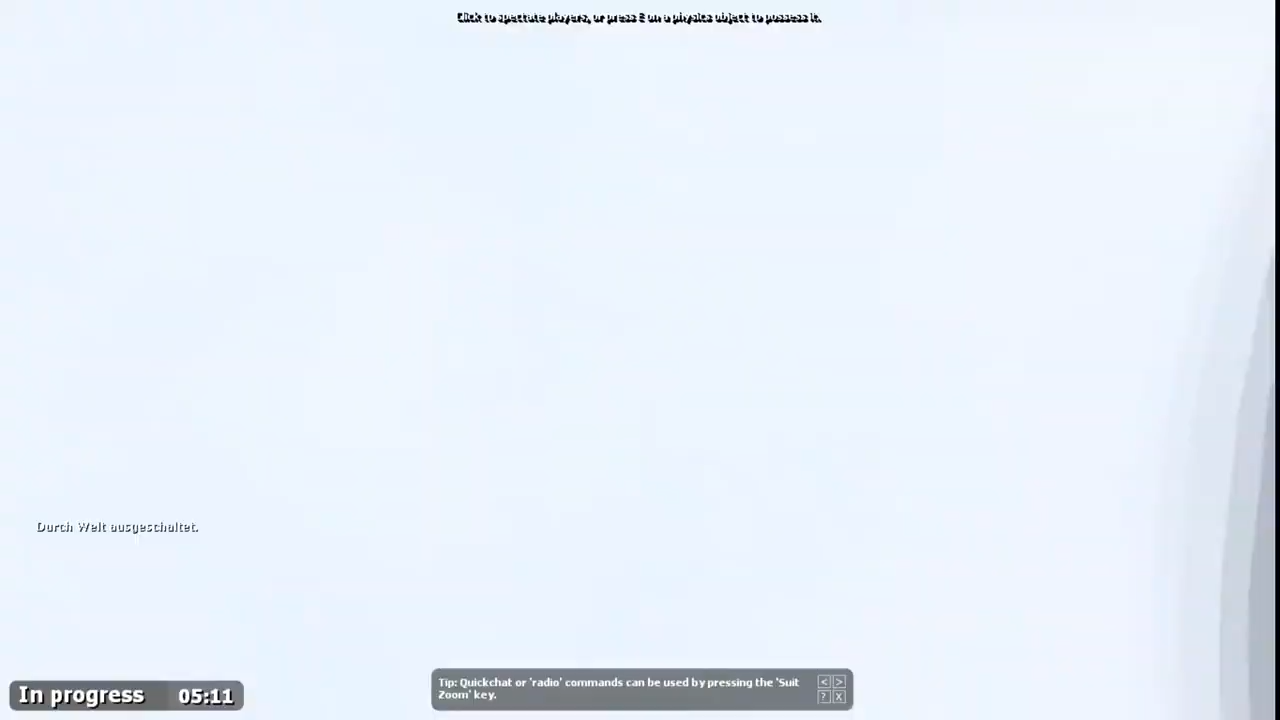 Click to spectate players, or press E on a physics object to possess it.
Durch Welt ausgeschaltet.
Tip: Quickchat or 'radio' commands can be used by pressing the 'Suit
Zoom' key.
< >
? X
In progress 05:11